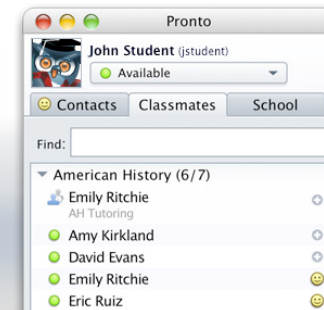 Pronto
John Student (jstudent)
Available
Contacts Classmates School
Find:
American History (6/7)
Emily Ritchie
AH Tutoring
Amy Kirkland
David Evans
Emily Ritchie
Eric Ruiz